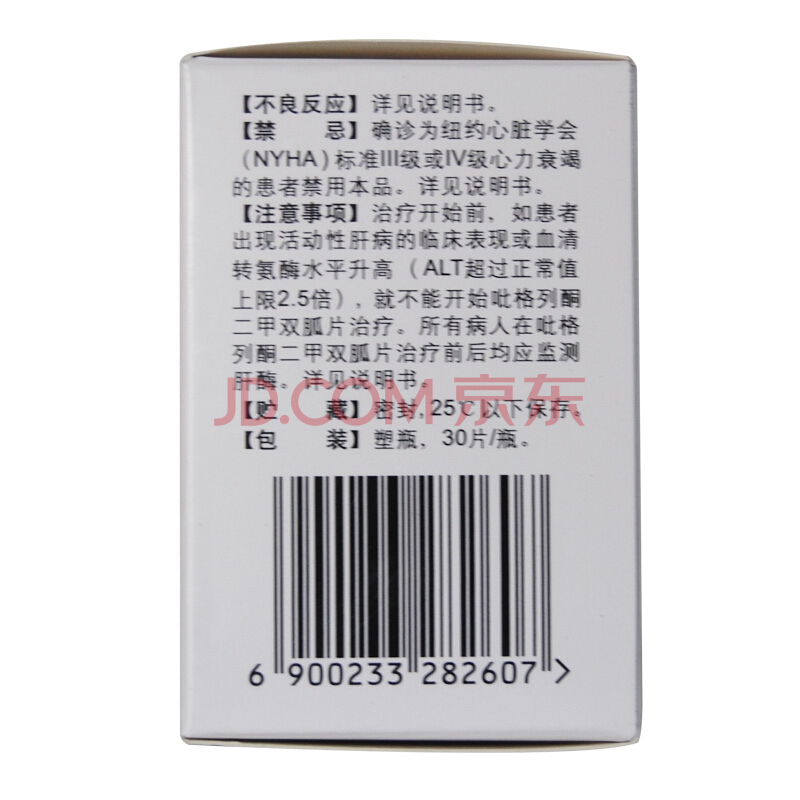 【不良反应】详见说明书。
【禁 忌】确诊为纽约心脏学会
(NYHA)标准III级或IV级心力衰竭
的患者禁用本品。详见说明书。
【注意事项】治疗开始前,如患者
出现活动性肝病的临床表现或血清
转氨酶水平升高(ALT超过正常值
上限2.5倍),就不能开始吡格列酮
二甲双胍片治疗。所有病人在吡格
列酮二甲双胍片治疗前后均应监测
肝酶。详见说明书。
JD.COM 京东
【贮 藏】密封,25℃以下保存。
【包 装】塑瓶,30片/瓶。
6 900233 282607 >